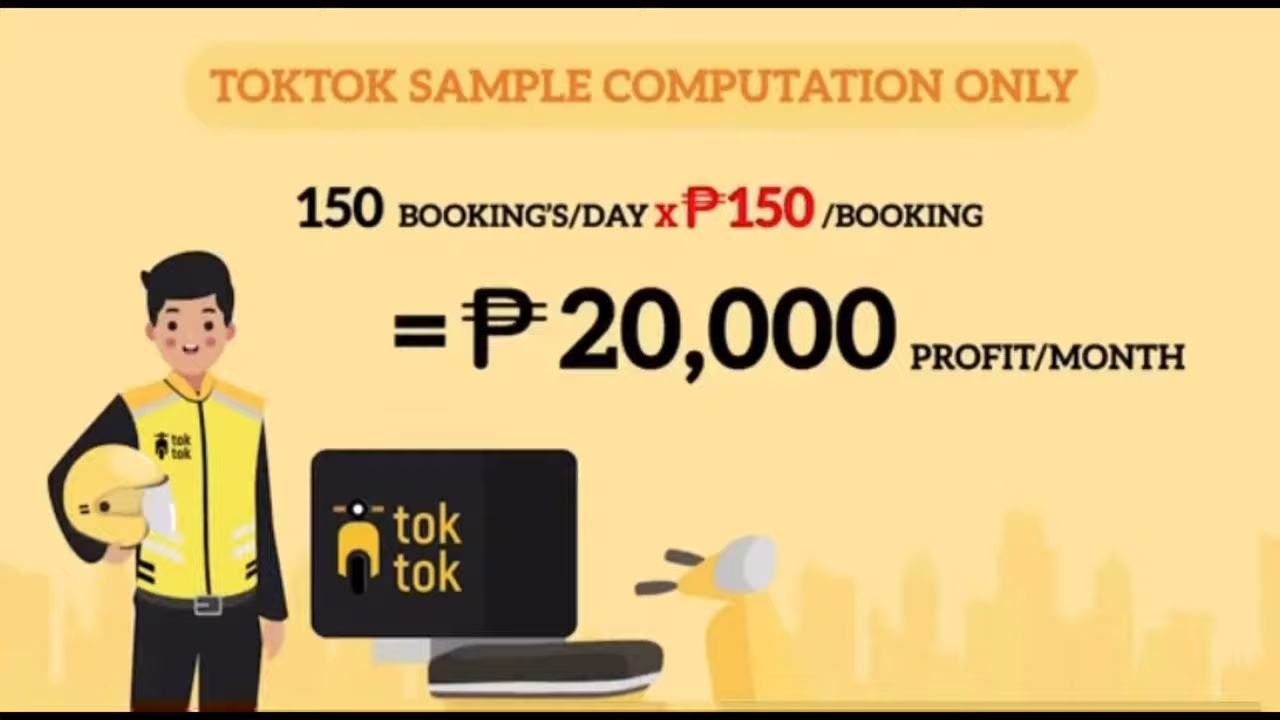 TOKTOK SAMPLE COMPUTATION ONLY
150 BOOKING'S/DAY X ₱150 /BOOKING
= ₱ 20,000 PROFIT/MONTH
tok
tok
tok
tok